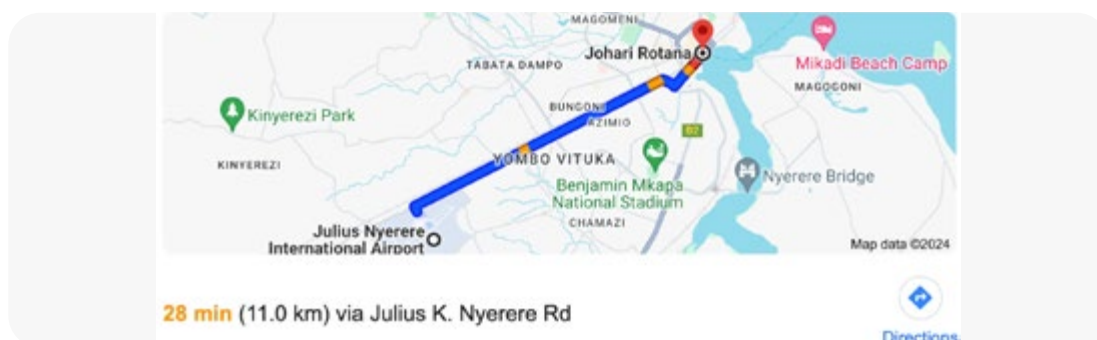 MAGOMENI
Johari Rotana
TABATA DAMPO
Mikadi Beach Camp
MAGOGONI
BUNGONI
Kinyerezi Park
AZIMIO
B2
KINYEREZI
YOMBO VITUKA
Nyerere Bridge
Benjamin Mkapa
National Stadium
CHAMAZI
Julius Nyerere
International Airport
Map data ©2024
28 min (11.0 km) via Julius K. Nyerere Rd
Directions